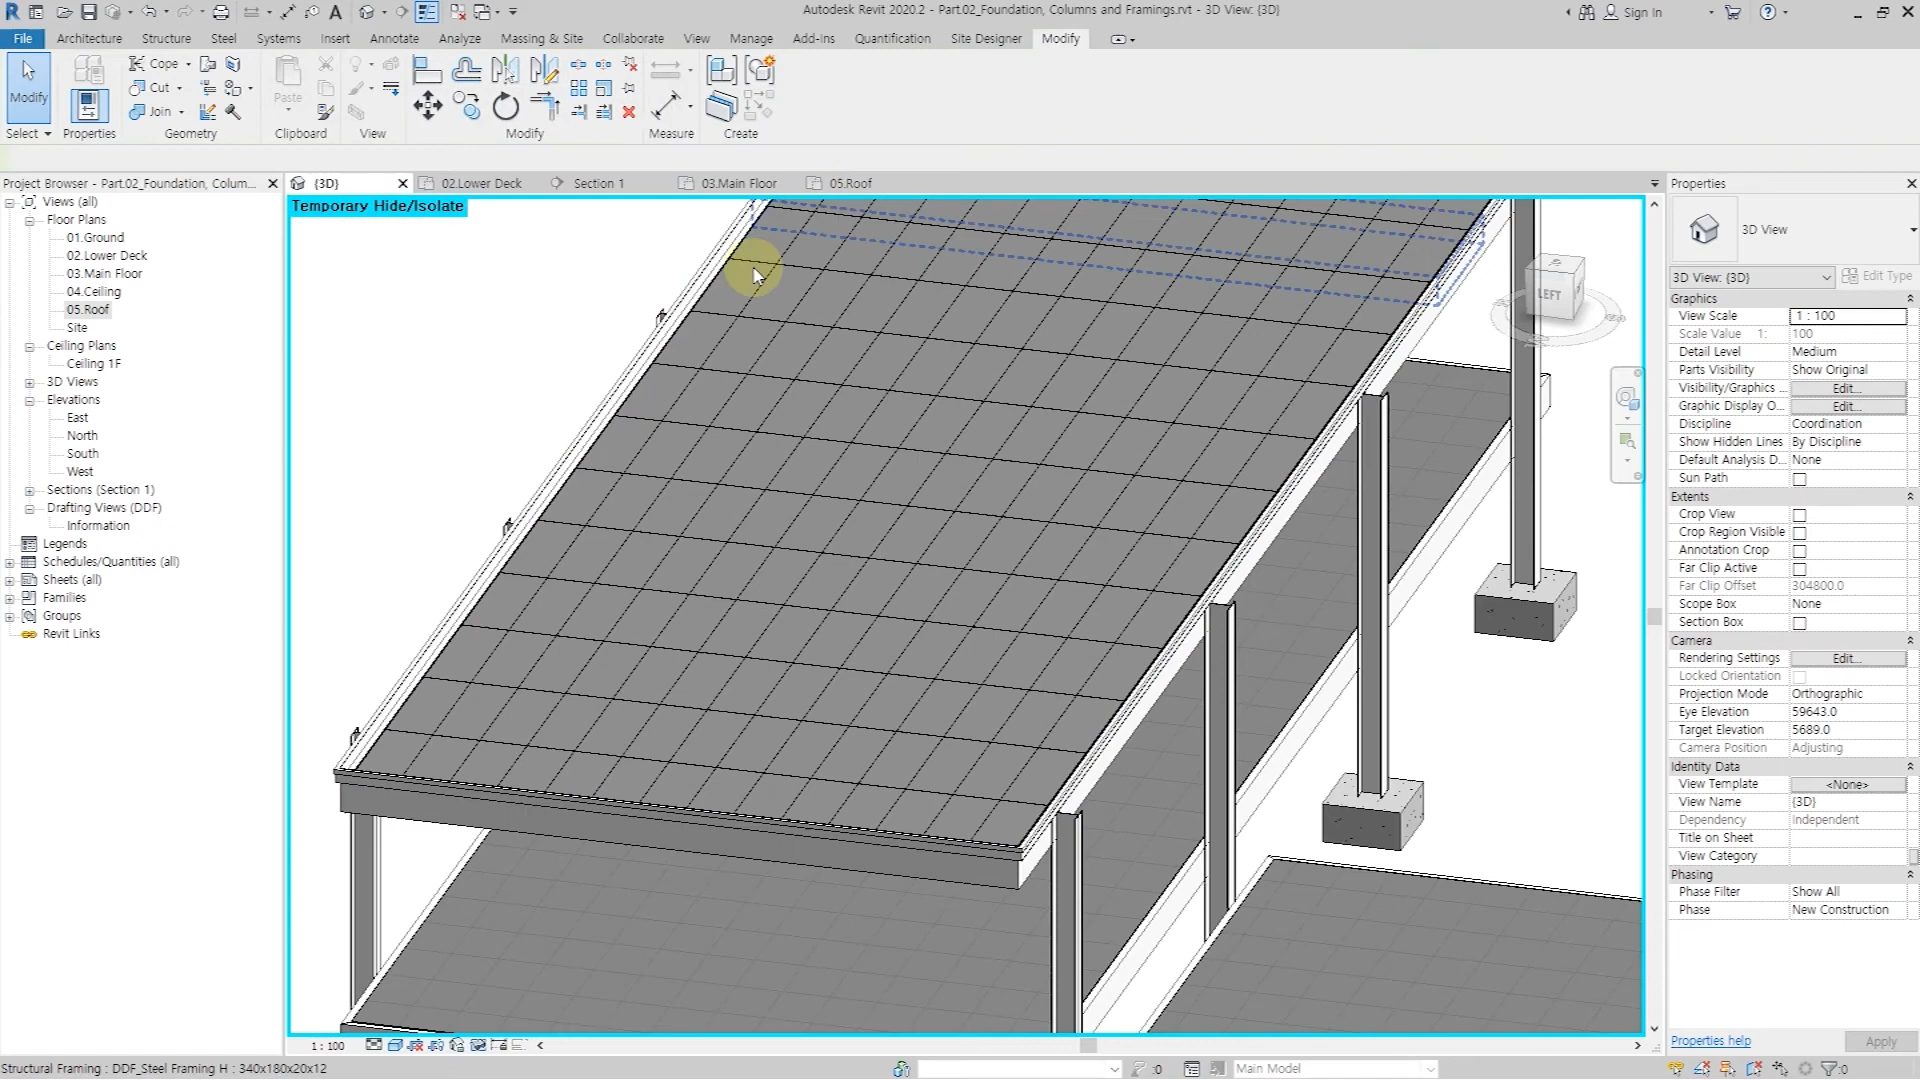 Autodesk Revit 2020.2 - Part.02_Foundation, Columns and Framings.rvt - 3D View: {3D}
Sign In
File Architecture Structure Steel Systems Insert Annotate Analyze Massing & Site Collaborate View Manage Add-Ins Quantification Site Designer Modify
Modify
Cope
Cut
Join
Paste
Select Properties Geometry Clipboard View Modify Measure Create
Project Browser - Part.02_Foundation, Colum...
{3D} 02.Lower Deck Section 1 03.Main Floor 05.Roof
Temporary Hide/Isolate
Views (all)
Floor Plans
01.Ground
02.Lower Deck
03.Main Floor
04.Ceiling
05.Roof
Site
Ceiling Plans
Ceiling 1F
3D Views
Elevations
East
North
South
West
Sections (Section 1)
Drafting Views (DDF)
Information
Legends
Schedules/Quantities (all)
Sheets (all)
Families
Groups
Revit Links
LEFT
Properties
3D View
3D View: {3D} Edit Type
Graphics
View Scale 1 : 100
Scale Value 1: 100
Detail Level Medium
Parts Visibility Show Original
Visibility/Graphics ... Edit...
Graphic Display O... Edit...
Discipline Coordination
Show Hidden Lines By Discipline
Default Analysis D... None
Sun Path
Extents
Crop View
Crop Region Visible
Annotation Crop
Far Clip Active
Far Clip Offset 304800.0
Scope Box None
Section Box
Camera
Rendering Settings Edit...
Locked Orientation
Projection Mode Orthographic
Eye Elevation 59643.0
Target Elevation 5689.0
Camera Position Adjusting
Identity Data
View Template <None>
View Name {3D}
Dependency Independent
Title on Sheet
View Category
Phasing
Phase Filter Show All
Phase New Construction
Properties help Apply
1 : 100
Structural Framing : DDF_Steel Framing H : 340x180x20x12
:0
Main Model
:0